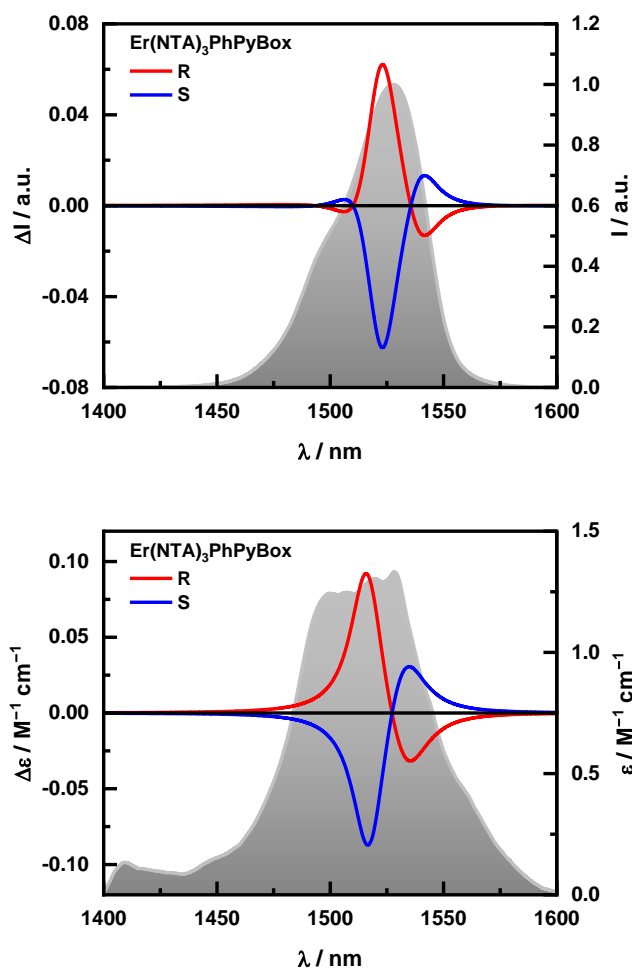 0.08
0.04
0.00
-0.04
-0.08
ΔI / a.u.
Er(NTA)₃PhPyBox
R
S
1.2
1.0
0.8
0.6
0.4
0.2
0.0
I / a.u.
1400 1450 1500 1550 1600
λ / nm
0.10
0.05
0.00
-0.05
-0.10
Δε / M⁻¹ cm⁻¹
Er(NTA)₃PhPyBox
R
S
1.5
1.0
0.5
0.0
ε / M⁻¹ cm⁻¹
1400 1450 1500 1550 1600
λ / nm